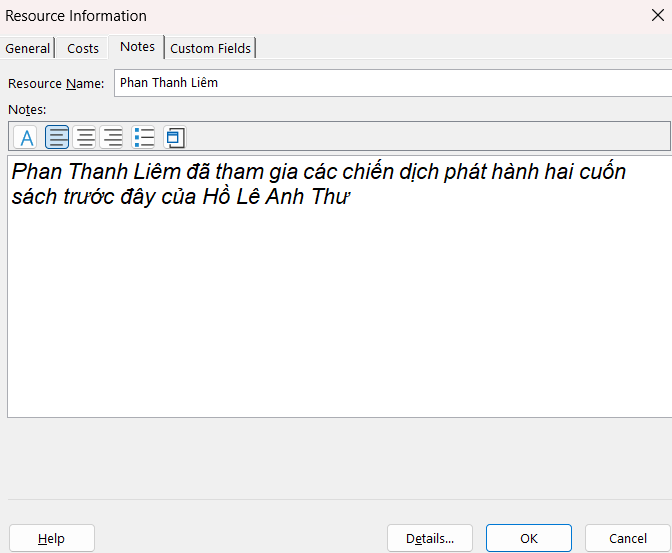 Resource Information
General
Costs
Notes
Custom Fields
Resource Name:
Phan Thanh Liêm
Notes:
A
Phan Thanh Liêm đã tham gia các chiến dịch phát hành hai cuốn
sách trước đây của Hồ Lê Anh Thư
Help
Details...
OK
Cancel